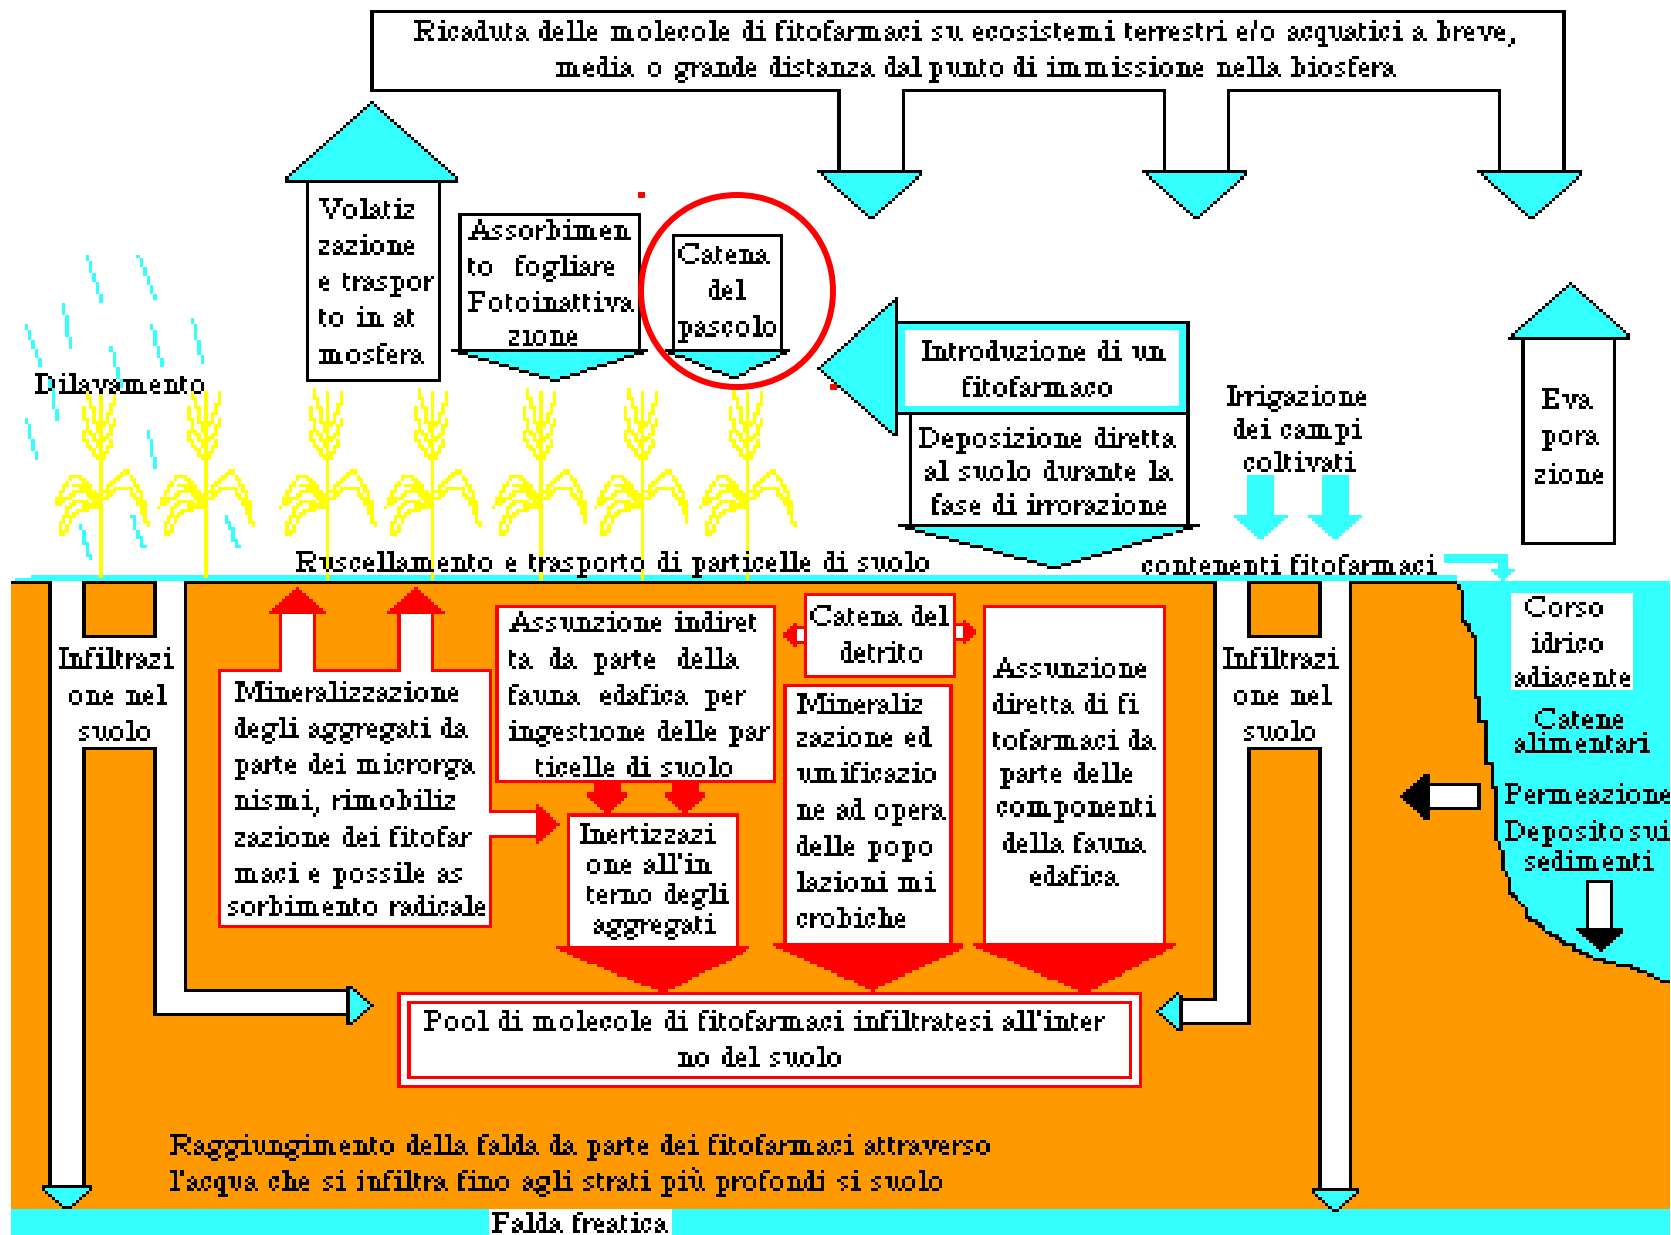 Ricaduta delle molecole di fitofarmaci su ecosistemi terrestri e/o acquatici a breve,
media o grande distanza dal punto di immissione nella biosfera
Volatiz
zazione
e traspor
to in at
mosfera
Assorbimen
to fogliare
Fotoinattiva
zione
Catena
del
pascolo
Introduzione di un
fitofarmaco
Deposizione diretta
al suolo durante la
fase di irrorazione
Dilavamento
Irrigazione
dei campi
coltivati
contenenti fitofarmaci
Eva
pora
zione
Ruscellamento e trasporto di particelle di suolo
Infiltrazi
one nel
suolo
Mineralizzazione
degli aggregati da
parte dei microrga
nismi, rimobiliz
zazione dei fitofar
maci e possile as
sorbimento radicale
Assunzione indiret
ta da parte della
fauna edafica per
ingestione delle par
ticelle di suolo
Inertizzazi
one all'in
terno degli
aggregati
Catena del
detrito
Mineraliz
zazione ed
umificazio
ne ad opera
delle popo
lazioni mi
crobiche
Assunzione
diretta di fi
tofarmaci da
parte delle
componenti
della fauna
edafica
Infiltrazi
one nel
suolo
Corso
idrico
adiacente
Catene
alimentari
Permeazione
Deposito sui
sedimenti
Pool di molecole di fitofarmaci infiltratesi all'inter
no del suolo
Raggiungimento della falda da parte dei fitofarmaci attraverso
l'acqua che si infiltra fino agli strati più profondi si suolo
Falda freatica